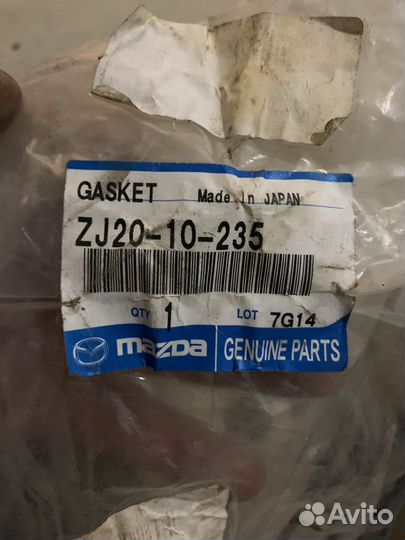 GASKET Made in JAPAN
ZJ20-10-235
QTY 1 LOT 7G14
mazda GENUINE PARTS
Avito